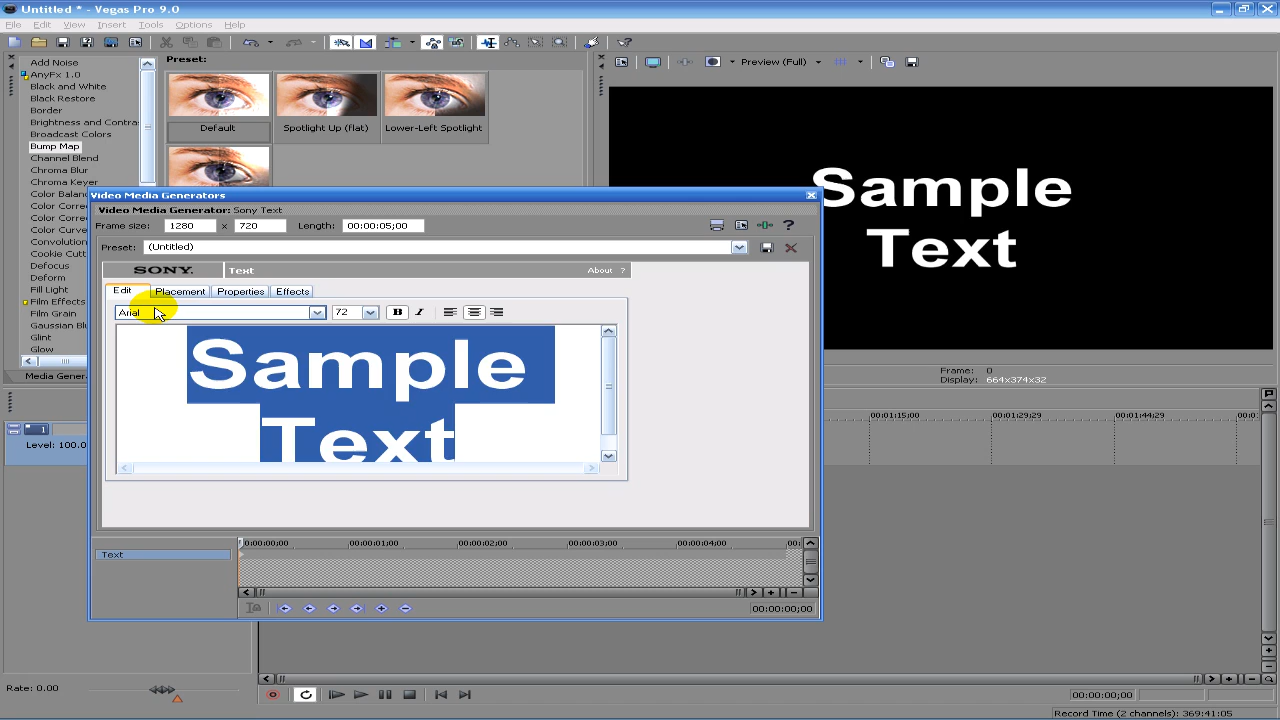 Untitled * - Vegas Pro 9.0
File Edit View Insert Tools Options Help
Add Noise
AnyFx 1.0
Black and White
Black Restore
Border
Brightness and Contra
Broadcast Colors
Bump Map
Channel Blend
Chroma Blur
Chroma Keyer
Color Balanc
Color Correc
Color Correc
Color Curve
Convolution
Cookie Cutt
Defocus
Deform
Fill Light
Film Effects
Film Grain
Gaussian Blu
Glint
Glow
Media Gener
Preset:
Default
Spotlight Up (flat)
Lower-Left Spotlight
Preview (Full)
Sample
Text
Frame: 0
Display: 664x374x32
Video Media Generators
Video Media Generator: Sony Text
Frame size: 1280 x 720 Length: 00:00:05;00
Preset: (Untitled)
SONY. Text About ?
Edit Placement Properties Effects
Arial 72 B I
Sample
Text
Text
0:00:00;00 00:00:01;00 00:00:02;00 00:00:03;00 00:00:04;00 00:
00:00:00;00
1
Level: 100.0
00:01:15;00 00:01:29;29 00:01:44;29 00:0
Rate: 0.00
00:00:00;00
Record Time (2 channels): 369:41:05